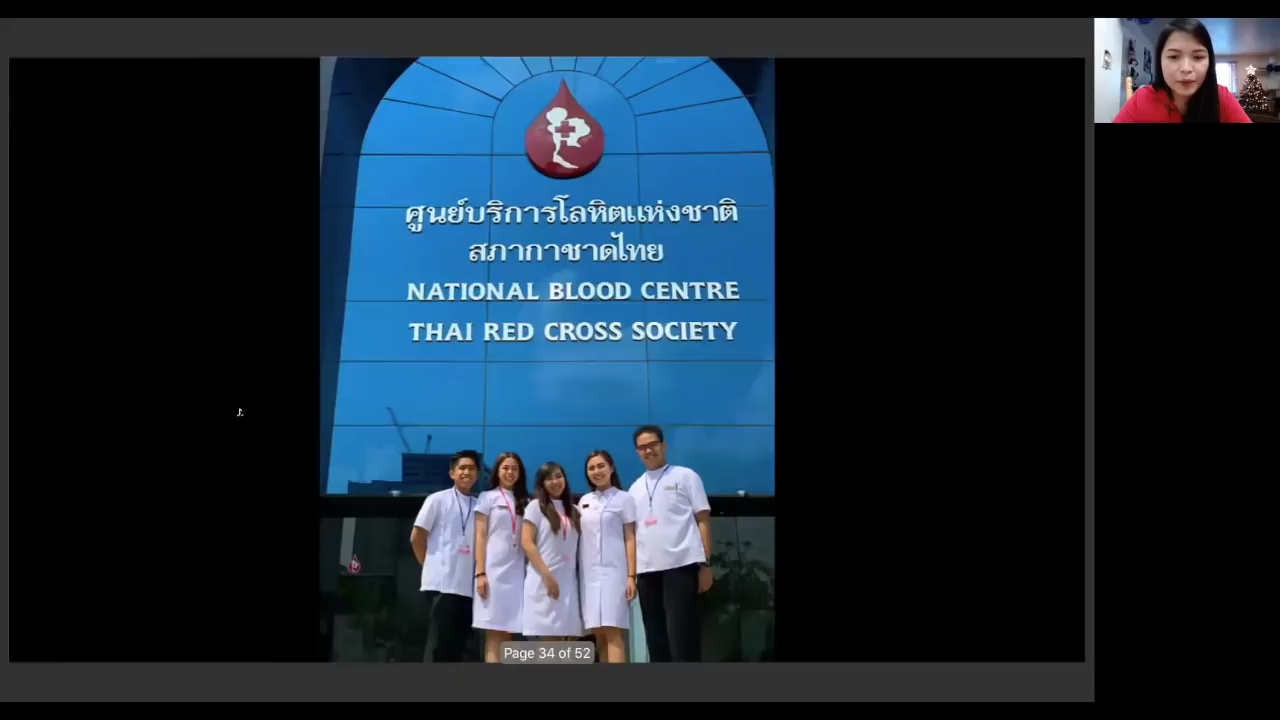 ศูนย์บริการโลหิตแห่งชาติ
สภากาชาดไทย
NATIONAL BLOOD CENTRE
THAI RED CROSS SOCIETY
Page 34 of 52